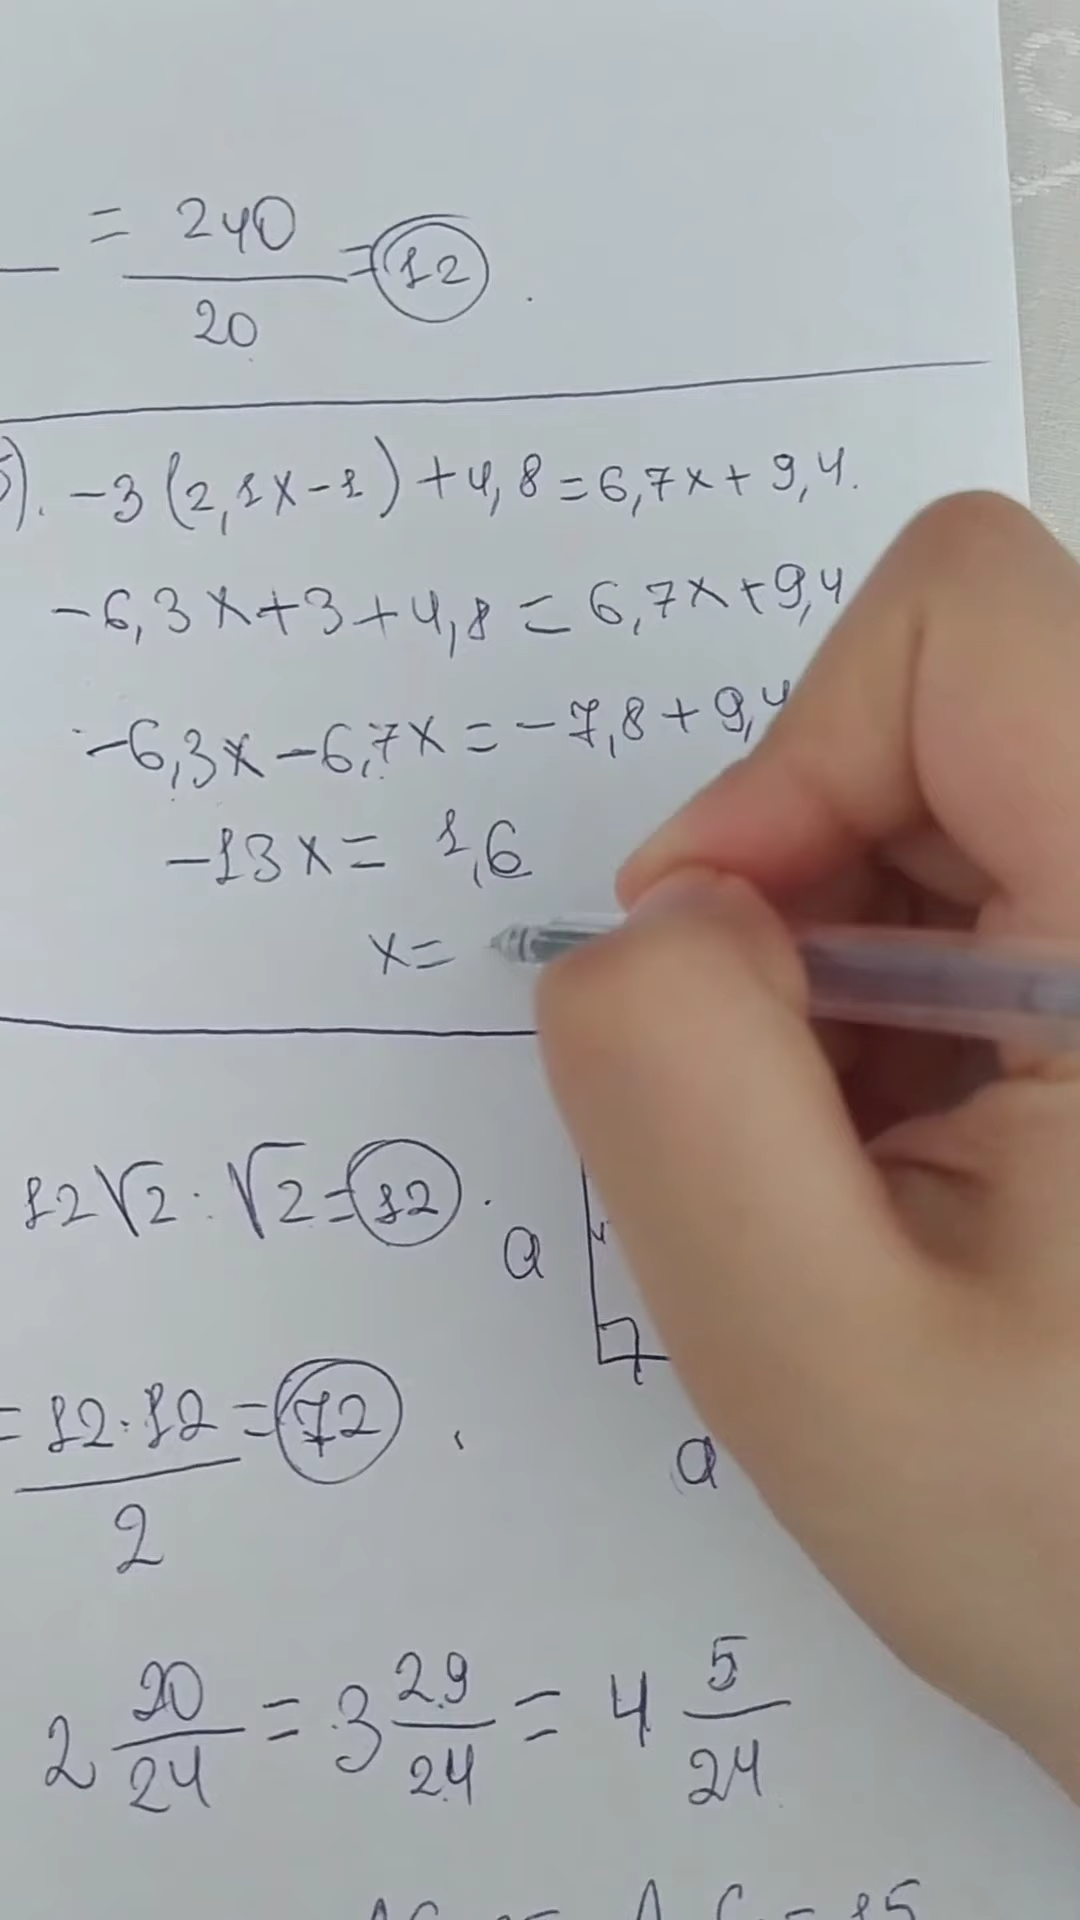 = 240/20 = 12.
5). -3(2,1x-1)+4,8=6,7x+9,4.
-6,3x+3+4,8=6,7x+9,4
-6,3x-6,7x=-7,8+9,4
-13x= 1,6
x=
12√2:√2=12.
a
= 12·12/2 = 72
a
2 20/24 = 3 29/24 = 4 5/24